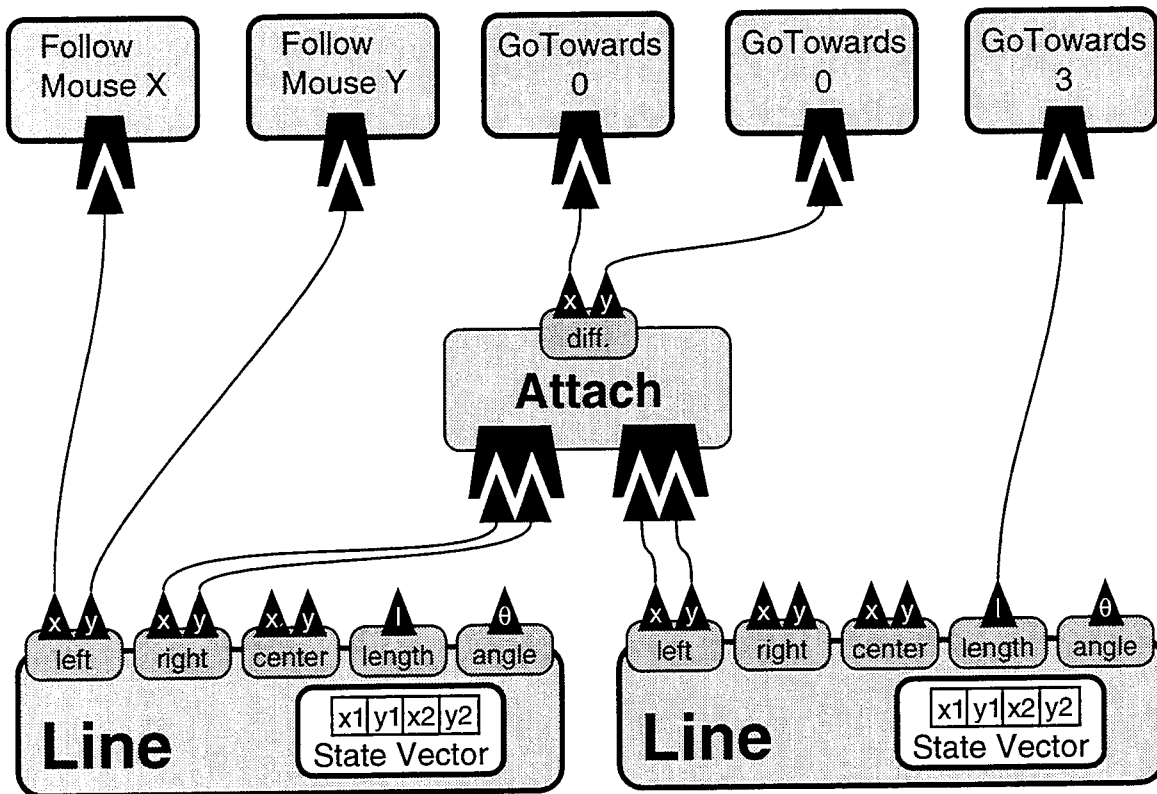 Follow
Mouse X
Follow
Mouse Y
GoTowards
0
GoTowards
0
GoTowards
3
x y
diff.
Attach
x y x y x y l θ
left right center length angle
x1 y1 x2 y2
State Vector
Line
x y x y x y l θ
left right center length angle
x1 y1 x2 y2
State Vector
Line